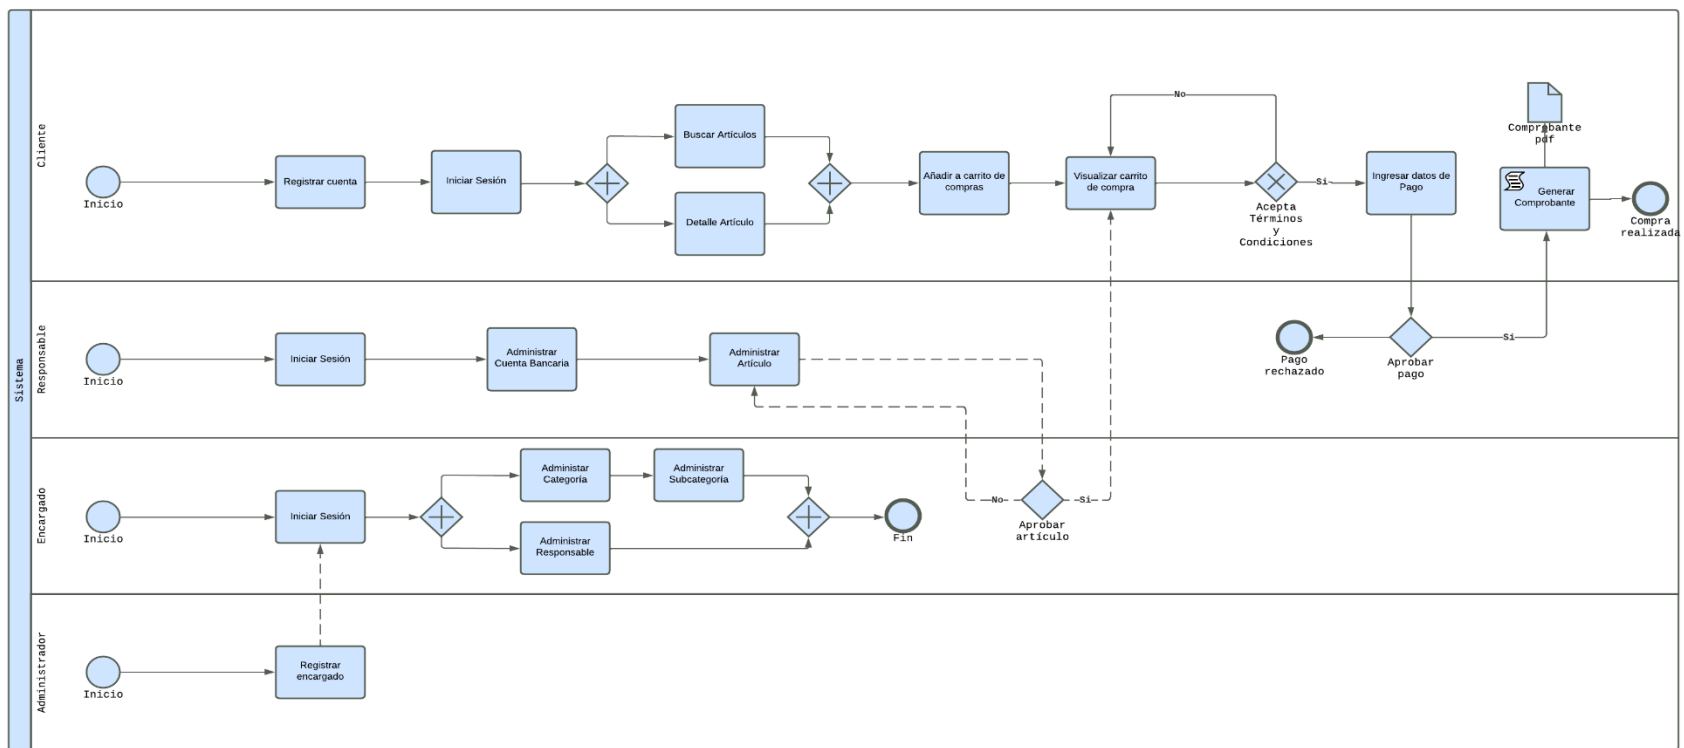 Sistema
Cliente
Inicio
Registrar cuenta
Iniciar Sesión
Buscar Artículos
Detalle Artículo
Añadir a carrito de
compras
Visualizar carrito
de compra
No
Acepta
Términos
y
Condiciones
Si
Ingresar datos de
Pago
Comprobante
pdf
Generar
Comprobante
Compra
realizada
Responsable
Inicio
Iniciar Sesión
Administrar
Cuenta Bancaria
Administrar
Artículo
Pago
rechazado
Aprobar
pago
Si
Encargado
Inicio
Iniciar Sesión
Administar
Categoría
Administrar
Subcategoría
Administrar
Responsable
Fin
No
Aprobar
artículo
Si
Administrador
Inicio
Registrar
encargado